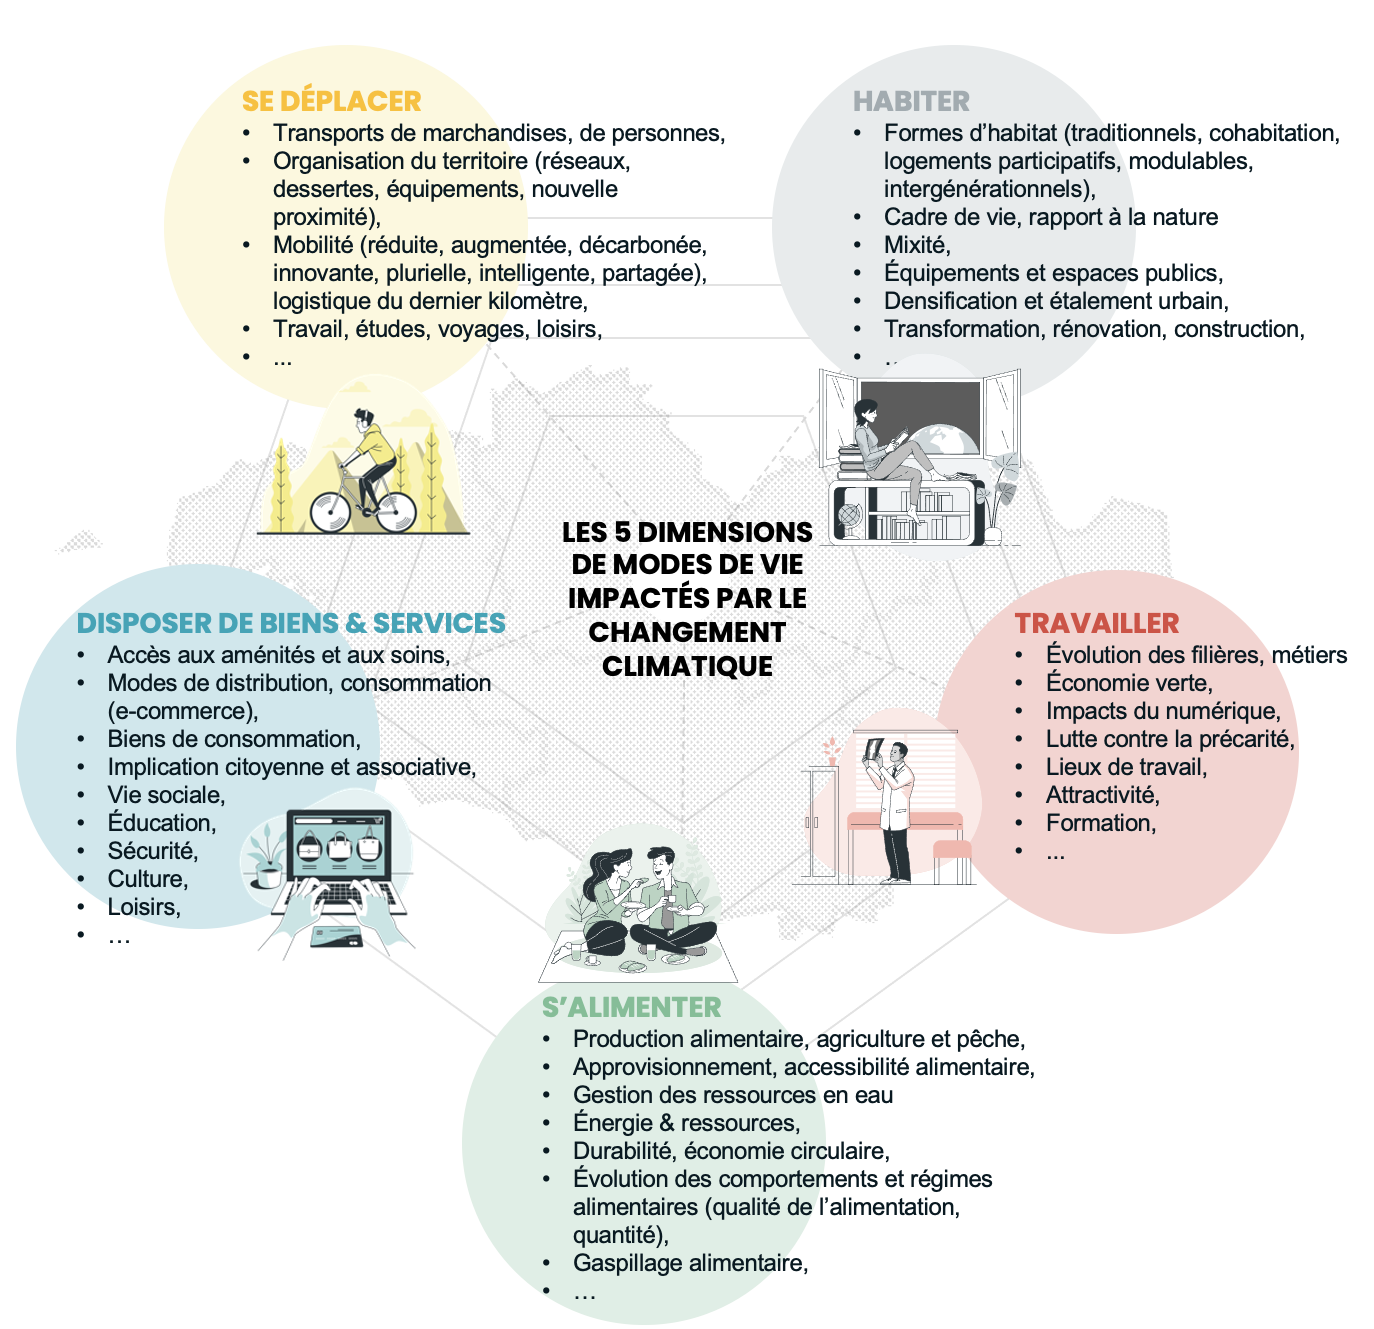 SE DÉPLACER
• Transports de marchandises, de personnes,
• Organisation du territoire (réseaux,
dessertes, équipements, nouvelle
proximité),
• Mobilité (réduite, augmentée, décarbonée,
innovante, plurielle, intelligente, partagée),
logistique du dernier kilomètre,
• Travail, études, voyages, loisirs,
• ...
HABITER
• Formes d’habitat (traditionnels, cohabitation,
logements participatifs, modulables,
intergénérationnels),
• Cadre de vie, rapport à la nature
• Mixité,
• Équipements et espaces publics,
• Densification et étalement urbain,
• Transformation, rénovation, construction,
• ...
LES 5 DIMENSIONS
DE MODES DE VIE
IMPACTÉS PAR LE
CHANGEMENT
CLIMATIQUE
DISPOSER DE BIENS & SERVICES
• Accès aux aménités et aux soins,
• Modes de distribution, consommation
(e-commerce),
• Biens de consommation,
• Implication citoyenne et associative,
• Vie sociale,
• Éducation,
• Sécurité,
• Culture,
• Loisirs,
• …
TRAVAILLER
• Évolution des filières, métiers
• Économie verte,
• Impacts du numérique,
• Lutte contre la précarité,
• Lieux de travail,
• Attractivité,
• Formation,
• ...
S’ALIMENTER
• Production alimentaire, agriculture et pêche,
• Approvisionnement, accessibilité alimentaire,
• Gestion des ressources en eau
• Énergie & ressources,
• Durabilité, économie circulaire,
• Évolution des comportements et régimes
alimentaires (qualité de l’alimentation,
quantité),
• Gaspillage alimentaire,
• …